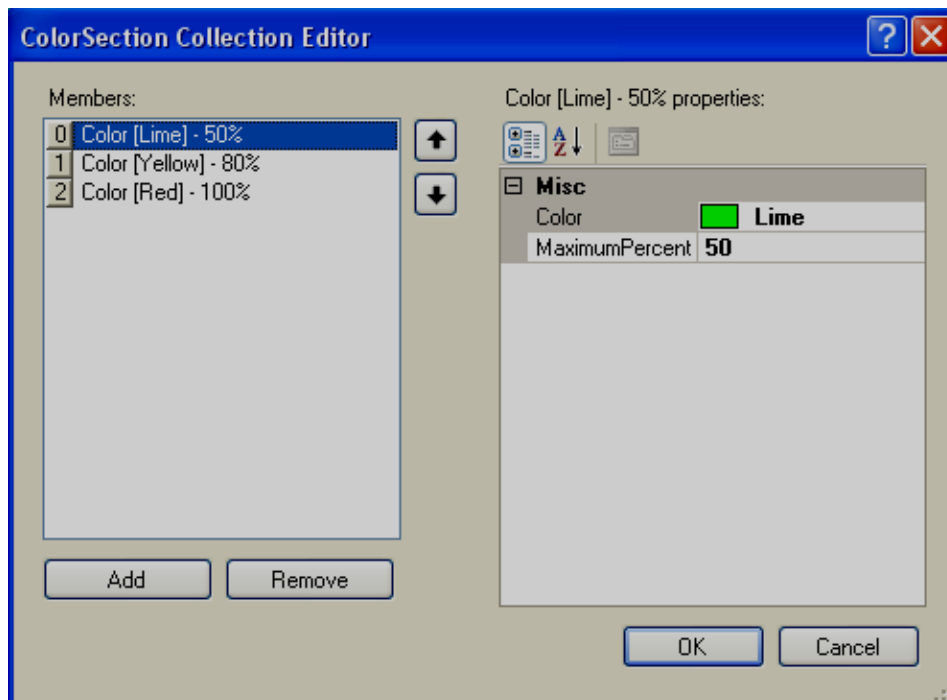 ColorSection Collection Editor
Members:
0 Color [Lime] - 50%
1 Color [Yellow] - 80%
2 Color [Red] - 100%
Add
Remove
Color [Lime] - 50% properties:
A
Z
Misc
Color Lime
MaximumPercent 50
OK
Cancel